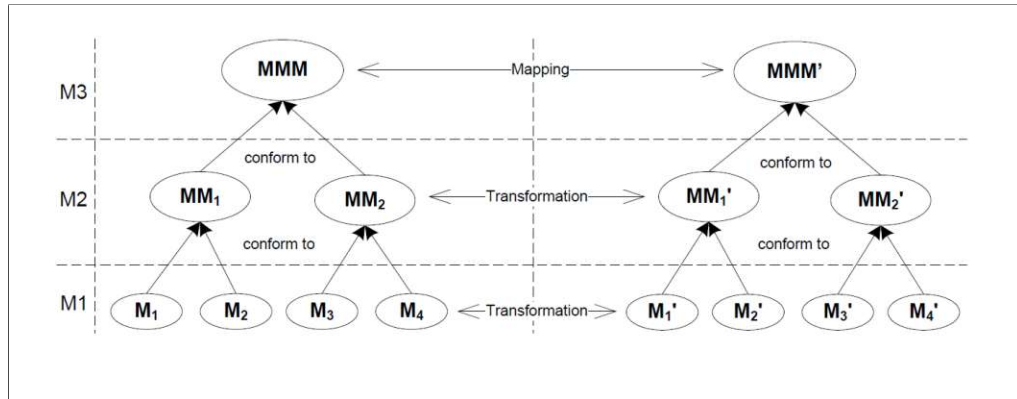 MMM Mapping MMM’
M3
conform to conform to
M2 MM₁ MM₂ Transformation MM₁' MM₂'
conform to conform to
M1 M₁ M₂ M₃ M₄ Transformation M₁' M₂' M₃' M₄'